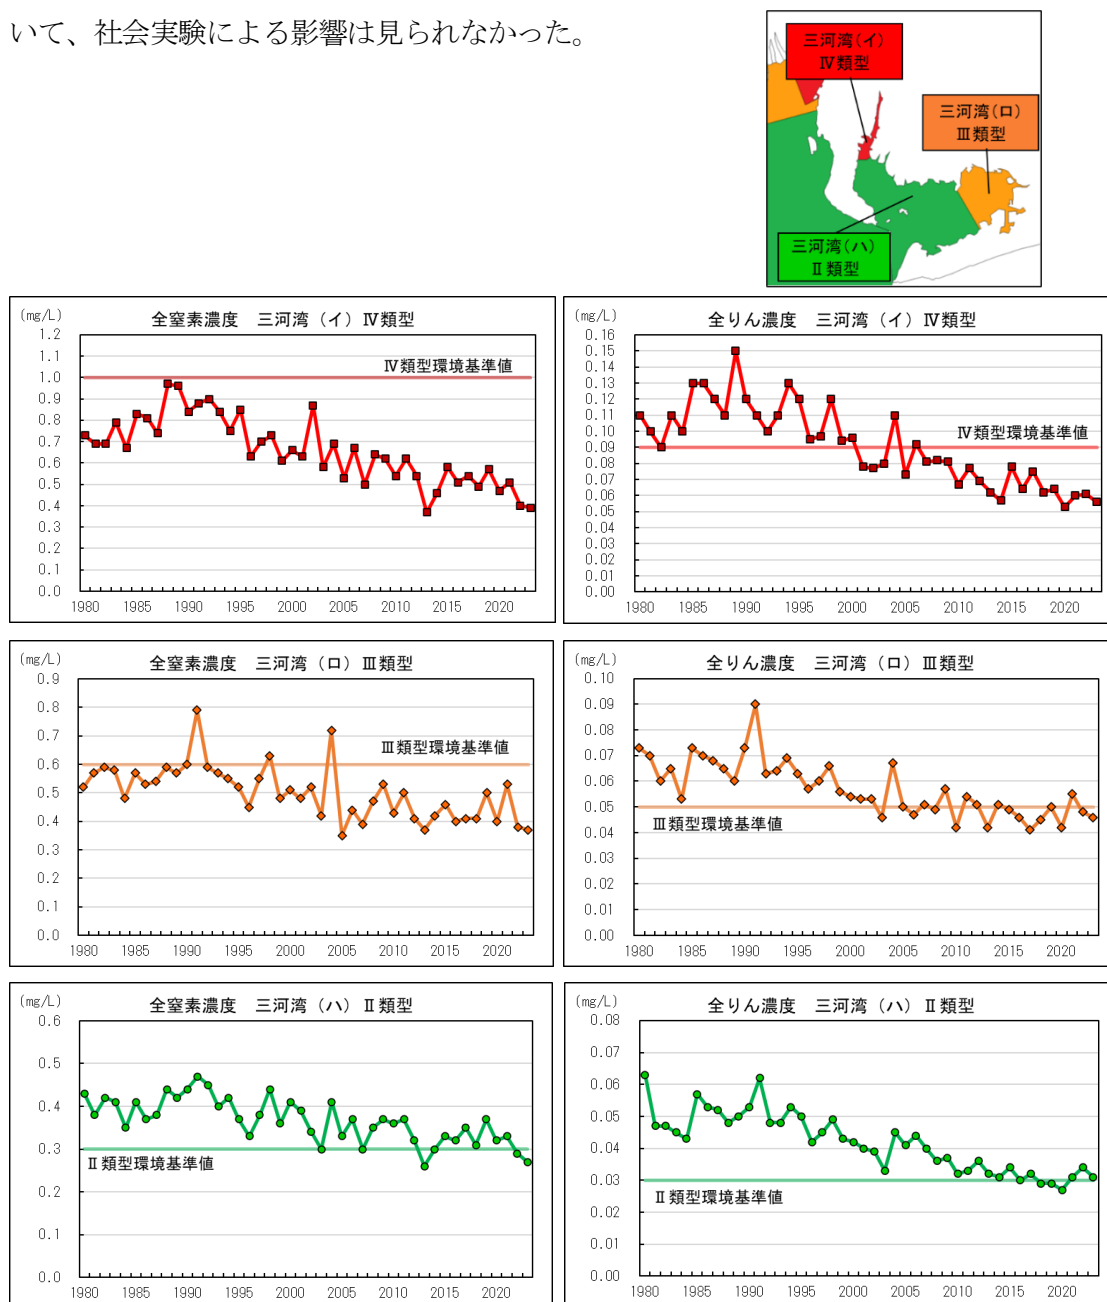 いて、社会実験による影響は見られなかった。
三河湾(イ)
Ⅳ類型
三河湾(ロ)
Ⅲ類型
三河湾(ハ)
Ⅱ類型
(mg/L)
全窒素濃度　三河湾（イ）Ⅳ類型
Ⅳ類型環境基準値
1.2
1.1
1.0
0.9
0.8
0.7
0.6
0.5
0.4
0.3
0.2
0.1
0.0
1980 1985 1990 1995 2000 2005 2010 2015 2020
(mg/L)
全りん濃度　三河湾（イ）Ⅳ類型
Ⅳ類型環境基準値
0.16
0.15
0.14
0.13
0.12
0.11
0.10
0.09
0.08
0.07
0.06
0.05
0.04
0.03
0.02
0.01
0.00
1980 1985 1990 1995 2000 2005 2010 2015 2020
(mg/L)
全窒素濃度　三河湾（ロ）Ⅲ類型
Ⅲ類型環境基準値
0.9
0.8
0.7
0.6
0.5
0.4
0.3
0.2
0.1
0.0
1980 1985 1990 1995 2000 2005 2010 2015 2020
(mg/L)
全りん濃度　三河湾（ロ）Ⅲ類型
Ⅲ類型環境基準値
0.10
0.09
0.08
0.07
0.06
0.05
0.04
0.03
0.02
0.01
0.00
1980 1985 1990 1995 2000 2005 2010 2015 2020
(mg/L)
全窒素濃度　三河湾（ハ）Ⅱ類型
Ⅱ類型環境基準値
0.6
0.5
0.4
0.3
0.2
0.1
0.0
1980 1985 1990 1995 2000 2005 2010 2015 2020
(mg/L)
全りん濃度　三河湾（ハ）Ⅱ類型
Ⅱ類型環境基準値
0.08
0.07
0.06
0.05
0.04
0.03
0.02
0.01
0.00
1980 1985 1990 1995 2000 2005 2010 2015 2020